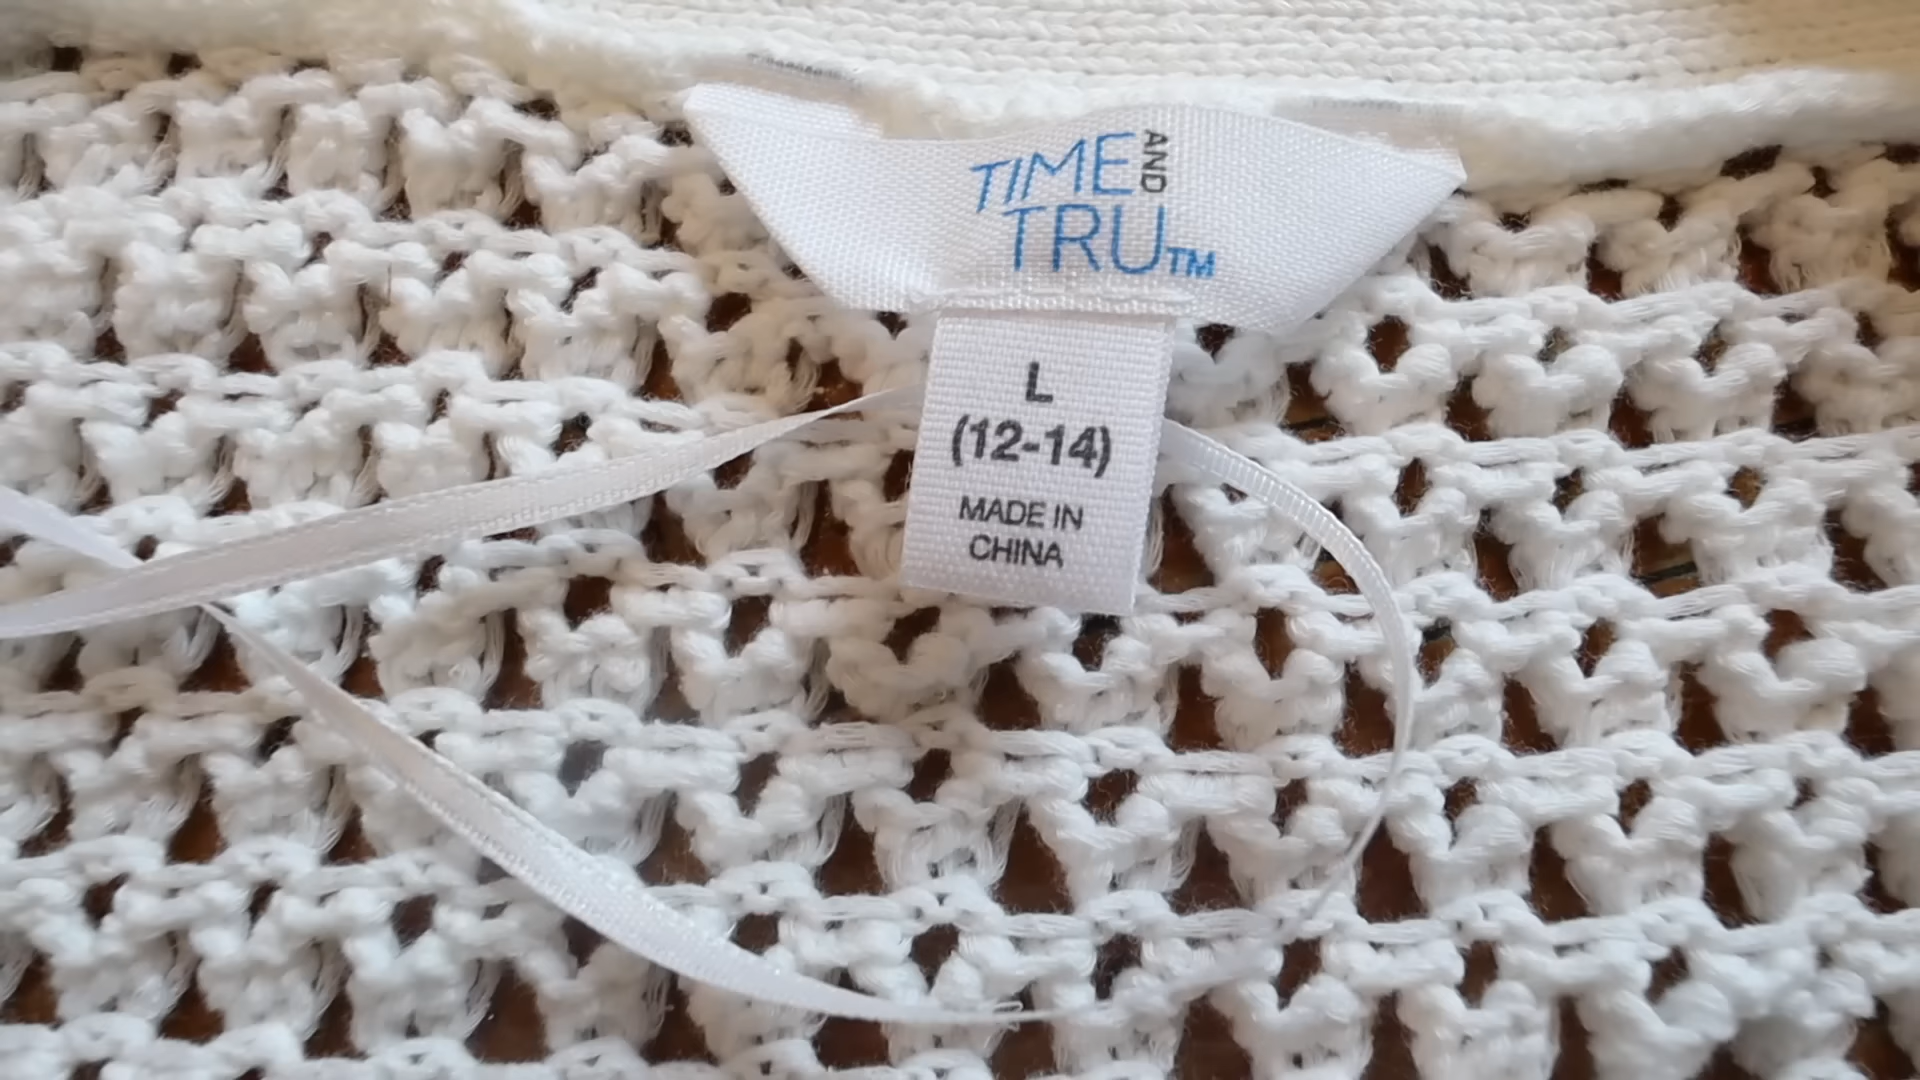 TIME AND
TRU™
L
(12-14)
MADE IN
CHINA